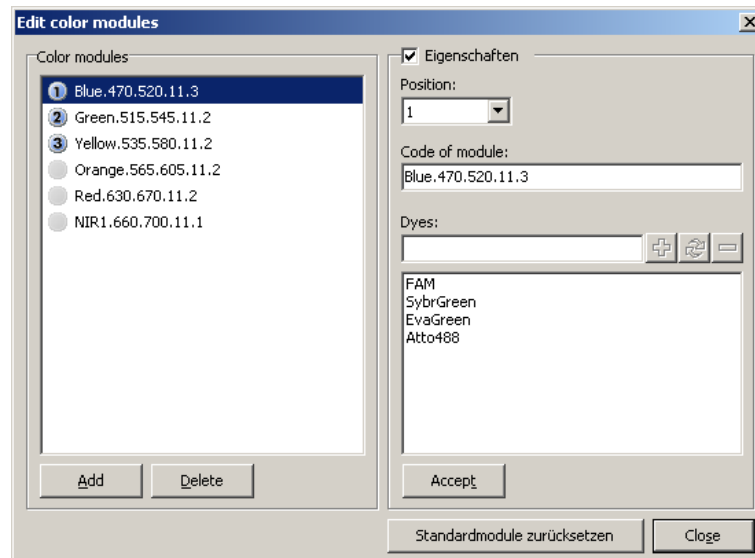 Edit color modules
Color modules
1 Blue.470.520.11.3
2 Green.515.545.11.2
3 Yellow.535.580.11.2
Orange.565.605.11.2
Red.630.670.11.2
NIR1.660.700.11.1
Add
Delete
Eigenschaften
Position:
1
Code of module:
Blue.470.520.11.3
Dyes:
FAM
SybrGreen
EvaGreen
Atto488
Accept
Standardmodule zurücksetzen
Close